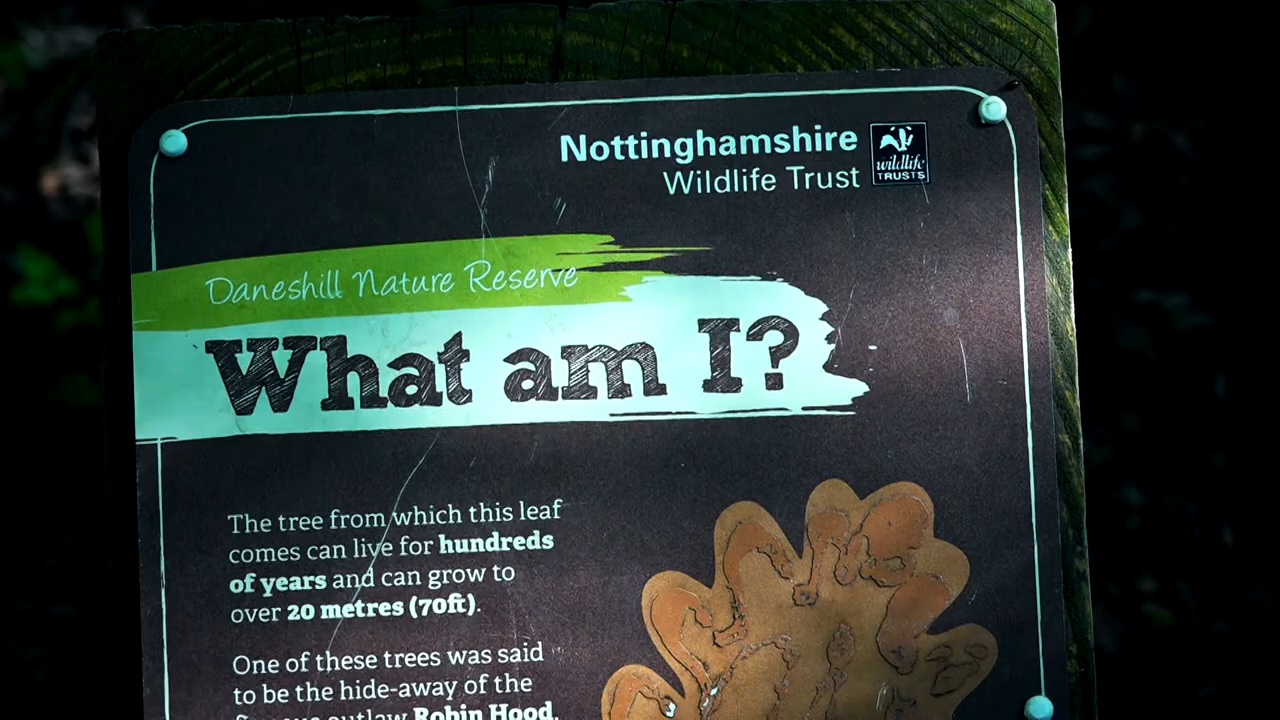 Nottinghamshire
Wildlife Trust
wildlife
TRUSTS
Daneshill Nature Reserve
What am I?
The tree from which this leaf
comes can live for hundreds
of years and can grow to
over 20 metres (70ft).
One of these trees was said
to be the hide-away of the
outlaw Robin Hood.